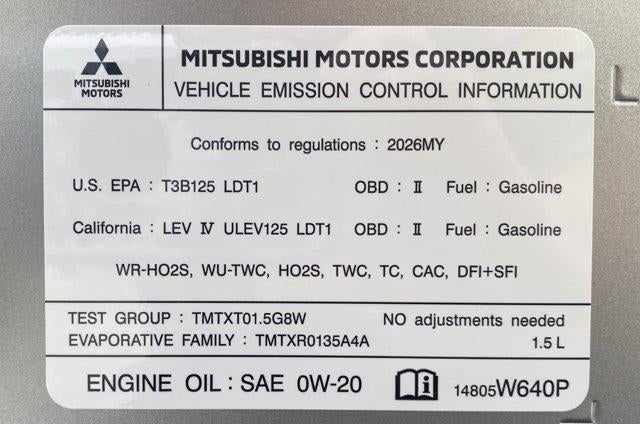 MITSUBISHI MOTORS CORPORATION
MITSUBISHI
MOTORS
VEHICLE EMISSION CONTROL INFORMATION
Conforms to regulations : 2026MY
U.S. EPA : T3B125 LDT1 OBD : Ⅱ Fuel : Gasoline
California : LEV Ⅳ ULEV125 LDT1 OBD : Ⅱ Fuel : Gasoline
WR-HO2S, WU-TWC, HO2S, TWC, TC, CAC, DFI+SFI
TEST GROUP : TMTXT01.5G8W NO adjustments needed
EVAPORATIVE FAMILY : TMTXR0135A4A 1.5 L
ENGINE OIL : SAE 0W-20 14805W640P